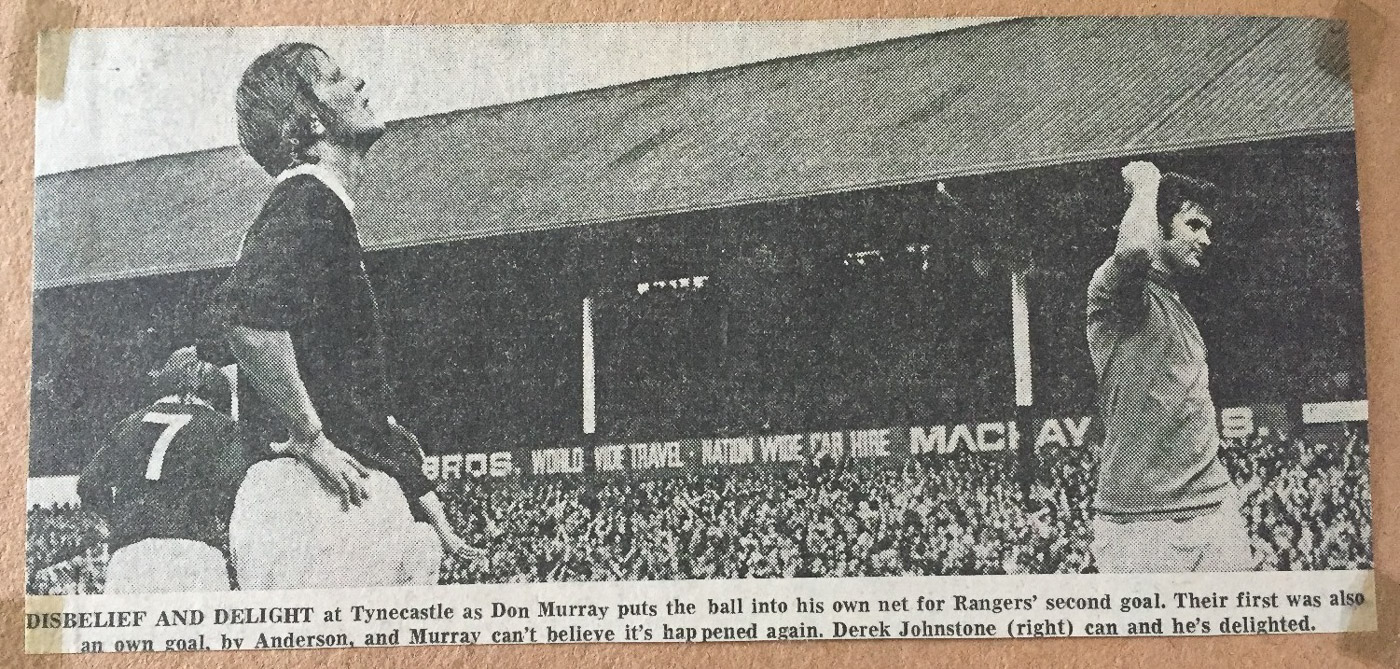 7
BROS. WORLD WIDE TRAVEL · NATION WIDE CAR HIRE MACKAY B.
DISBELIEF AND DELIGHT at Tynecastle as Don Murray puts the ball into his own net for Rangers' second goal. Their first was also
an own goal, by Anderson, and Murray can't believe it's happened again. Derek Johnstone (right) can and he's delighted.